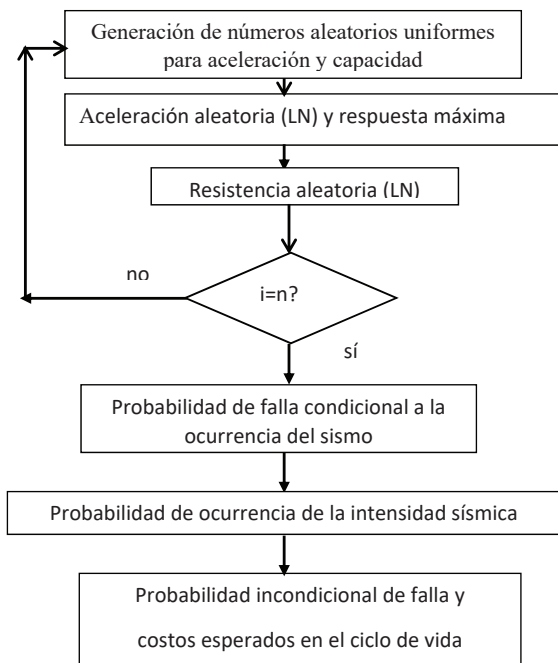 Generación de números aleatorios uniformes
para aceleración y capacidad
Aceleración aleatoria (LN) y respuesta máxima
Resistencia aleatoria (LN)
no
i=n?
sí
Probabilidad de falla condicional a la
ocurrencia del sismo
Probabilidad de ocurrencia de la intensidad sísmica
Probabilidad incondicional de falla y
costos esperados en el ciclo de vida